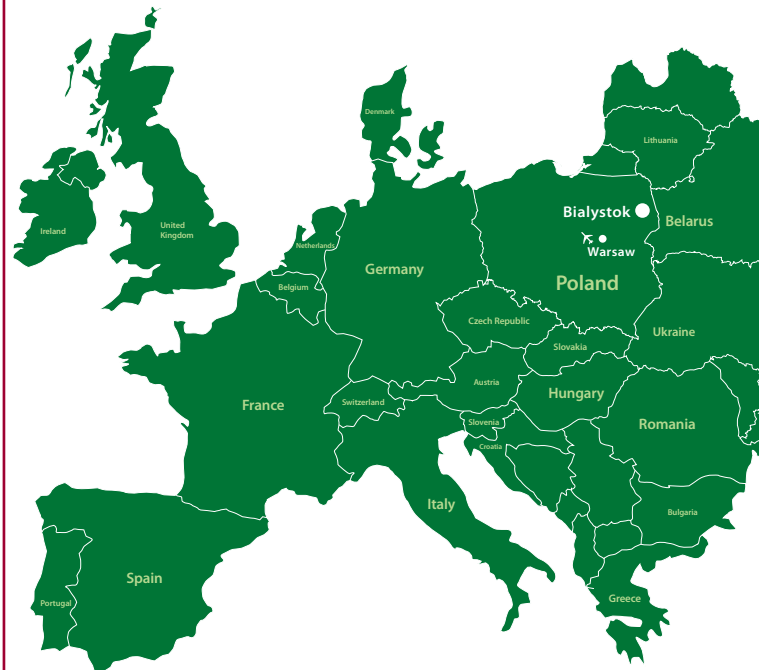 Denmark
Lithuania
Bialystok
Belarus
Ireland
United
Kingdom
Netherlands
Warsaw
Germany
Poland
Belgium
Czech Republic
Ukraine
Slovakia
Austria
Hungary
Switzerland
France
Slovenia
Romania
Croatia
Italy
Bulgaria
Spain
Greece
Portugal